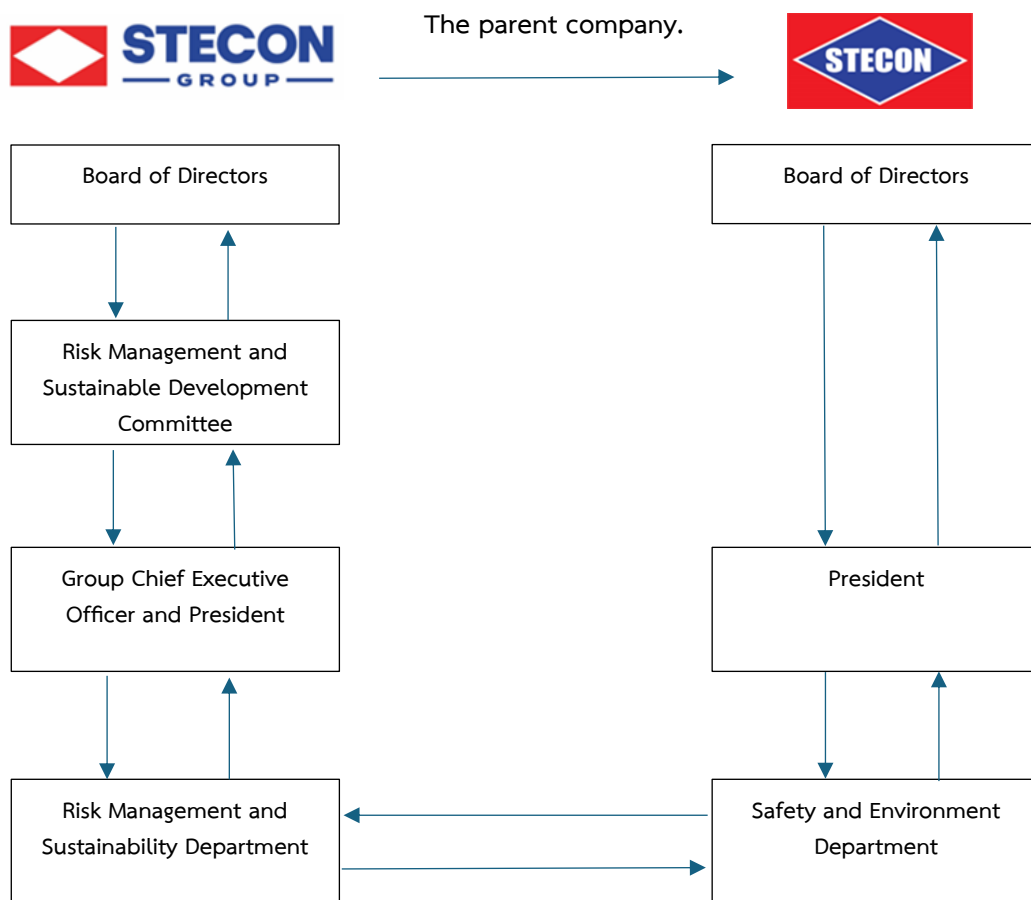 STECON
GROUP
The parent company.
STECON
Board of Directors
Board of Directors
Risk Management and
Sustainable Development
Committee
Group Chief Executive
Officer and President
President
Risk Management and
Sustainability Department
Safety and Environment
Department